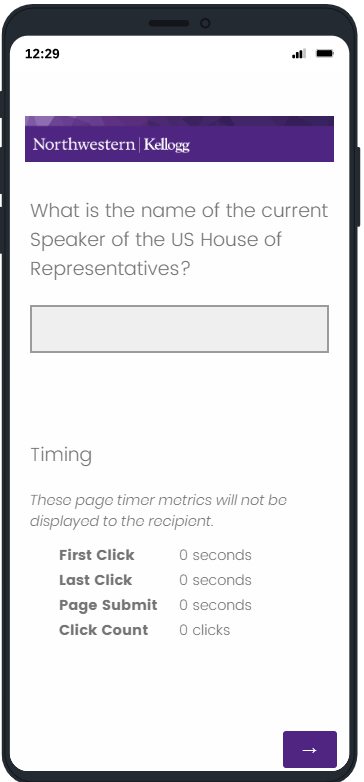 12:29
Northwestern | Kellogg
What is the name of the current
Speaker of the US House of
Representatives?
Timing
These page timer metrics will not be
displayed to the recipient.
First Click 0 seconds
Last Click 0 seconds
Page Submit 0 seconds
Click Count 0 clicks
→